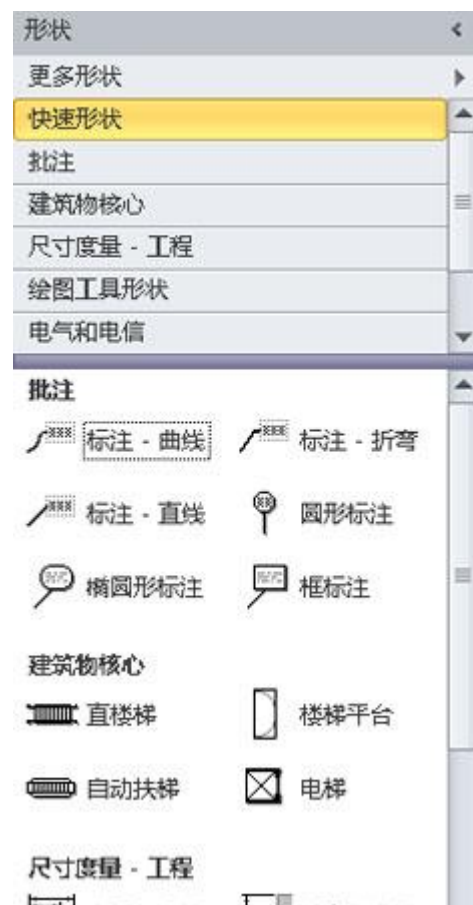 形状
更多形状
快速形状
批注
建筑物核心
尺寸度量 - 工程
绘图工具形状
电气和电信
批注
标注 - 曲线 标注 - 折弯
标注 - 直线 圆形标注
椭圆形标注 框标注
建筑物核心
直楼梯 楼梯平台
自动扶梯 电梯
尺寸度量 - 工程